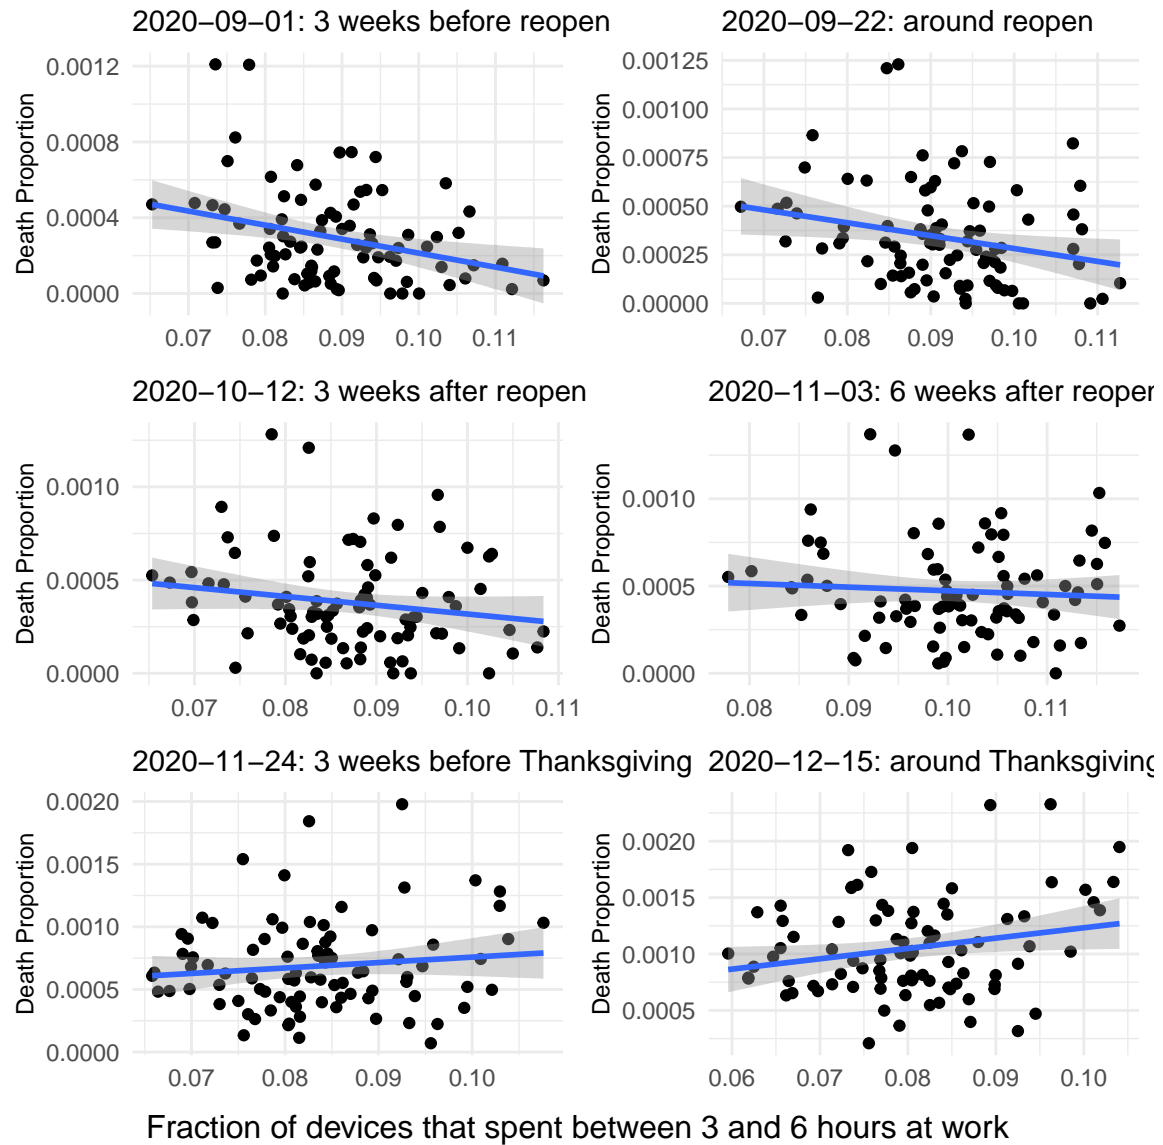 2020−09−01: 3 weeks before reopen
2020−09−22: around reopen
Death Proportion
0.0012
0.0008
0.0004
0.0000
0.07 0.08 0.09 0.10 0.11
Death Proportion
0.00125
0.00100
0.00075
0.00050
0.00025
0.00000
0.07 0.08 0.09 0.10 0.11
2020−10−12: 3 weeks after reopen
2020−11−03: 6 weeks after reopen
Death Proportion
0.0010
0.0005
0.0000
0.07 0.08 0.09 0.10 0.11
Death Proportion
0.0010
0.0005
0.0000
0.08 0.09 0.10 0.11
2020−11−24: 3 weeks before Thanksgiving
2020−12−15: around Thanksgiving
Death Proportion
0.0020
0.0015
0.0010
0.0005
0.0000
0.07 0.08 0.09 0.10
Death Proportion
0.0020
0.0015
0.0010
0.0005
0.06 0.07 0.08 0.09 0.10
Fraction of devices that spent between 3 and 6 hours at work